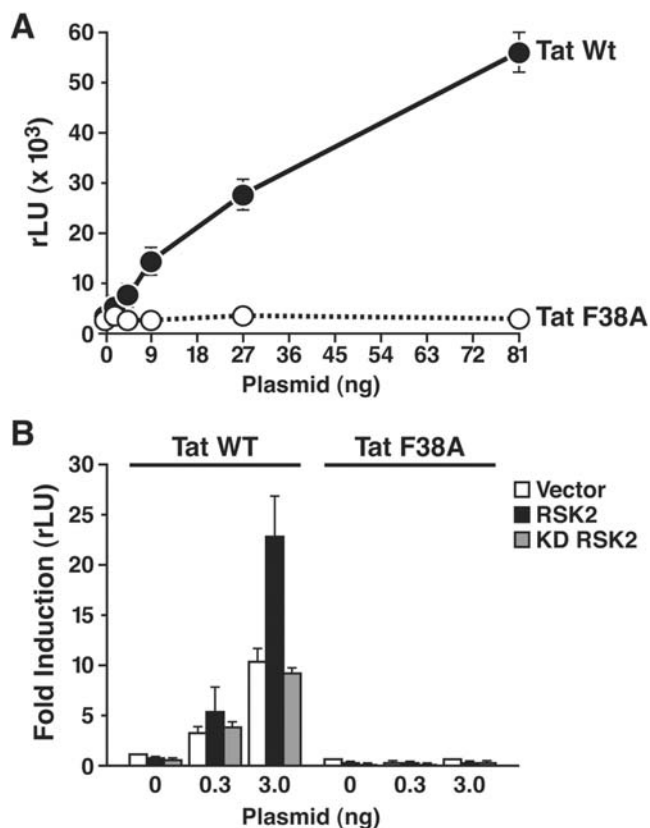 A
60
50
40
30
20
10
0
rLU (x 10³)
Tat Wt
Tat F38A
0 9 18 27 36 45 54 63 72 81
Plasmid (ng)
B
Tat WT Tat F38A
30
25
20
15
10
5
0
Fold Induction (rLU)
Vector
RSK2
KD RSK2
0 0.3 3.0 0 0.3 3.0
Plasmid (ng)